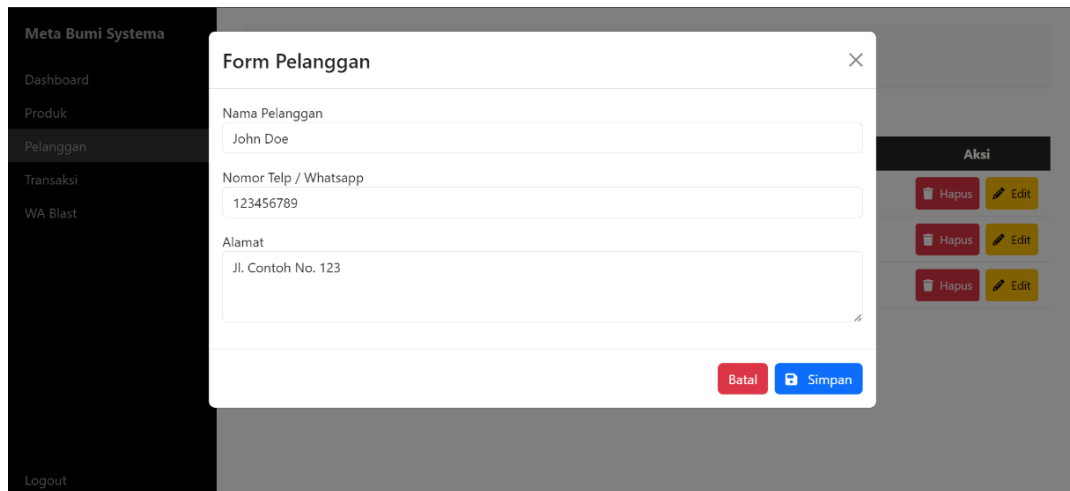 Meta Bumi Systema
Dashboard
Produk
Pelanggan
Transaksi
WA Blast
Logout
Form Pelanggan
Nama Pelanggan
John Doe
Nomor Telp / Whatsapp
123456789
Alamat
Jl. Contoh No. 123
Batal
Simpan
Aksi
Hapus Edit
Hapus Edit
Hapus Edit